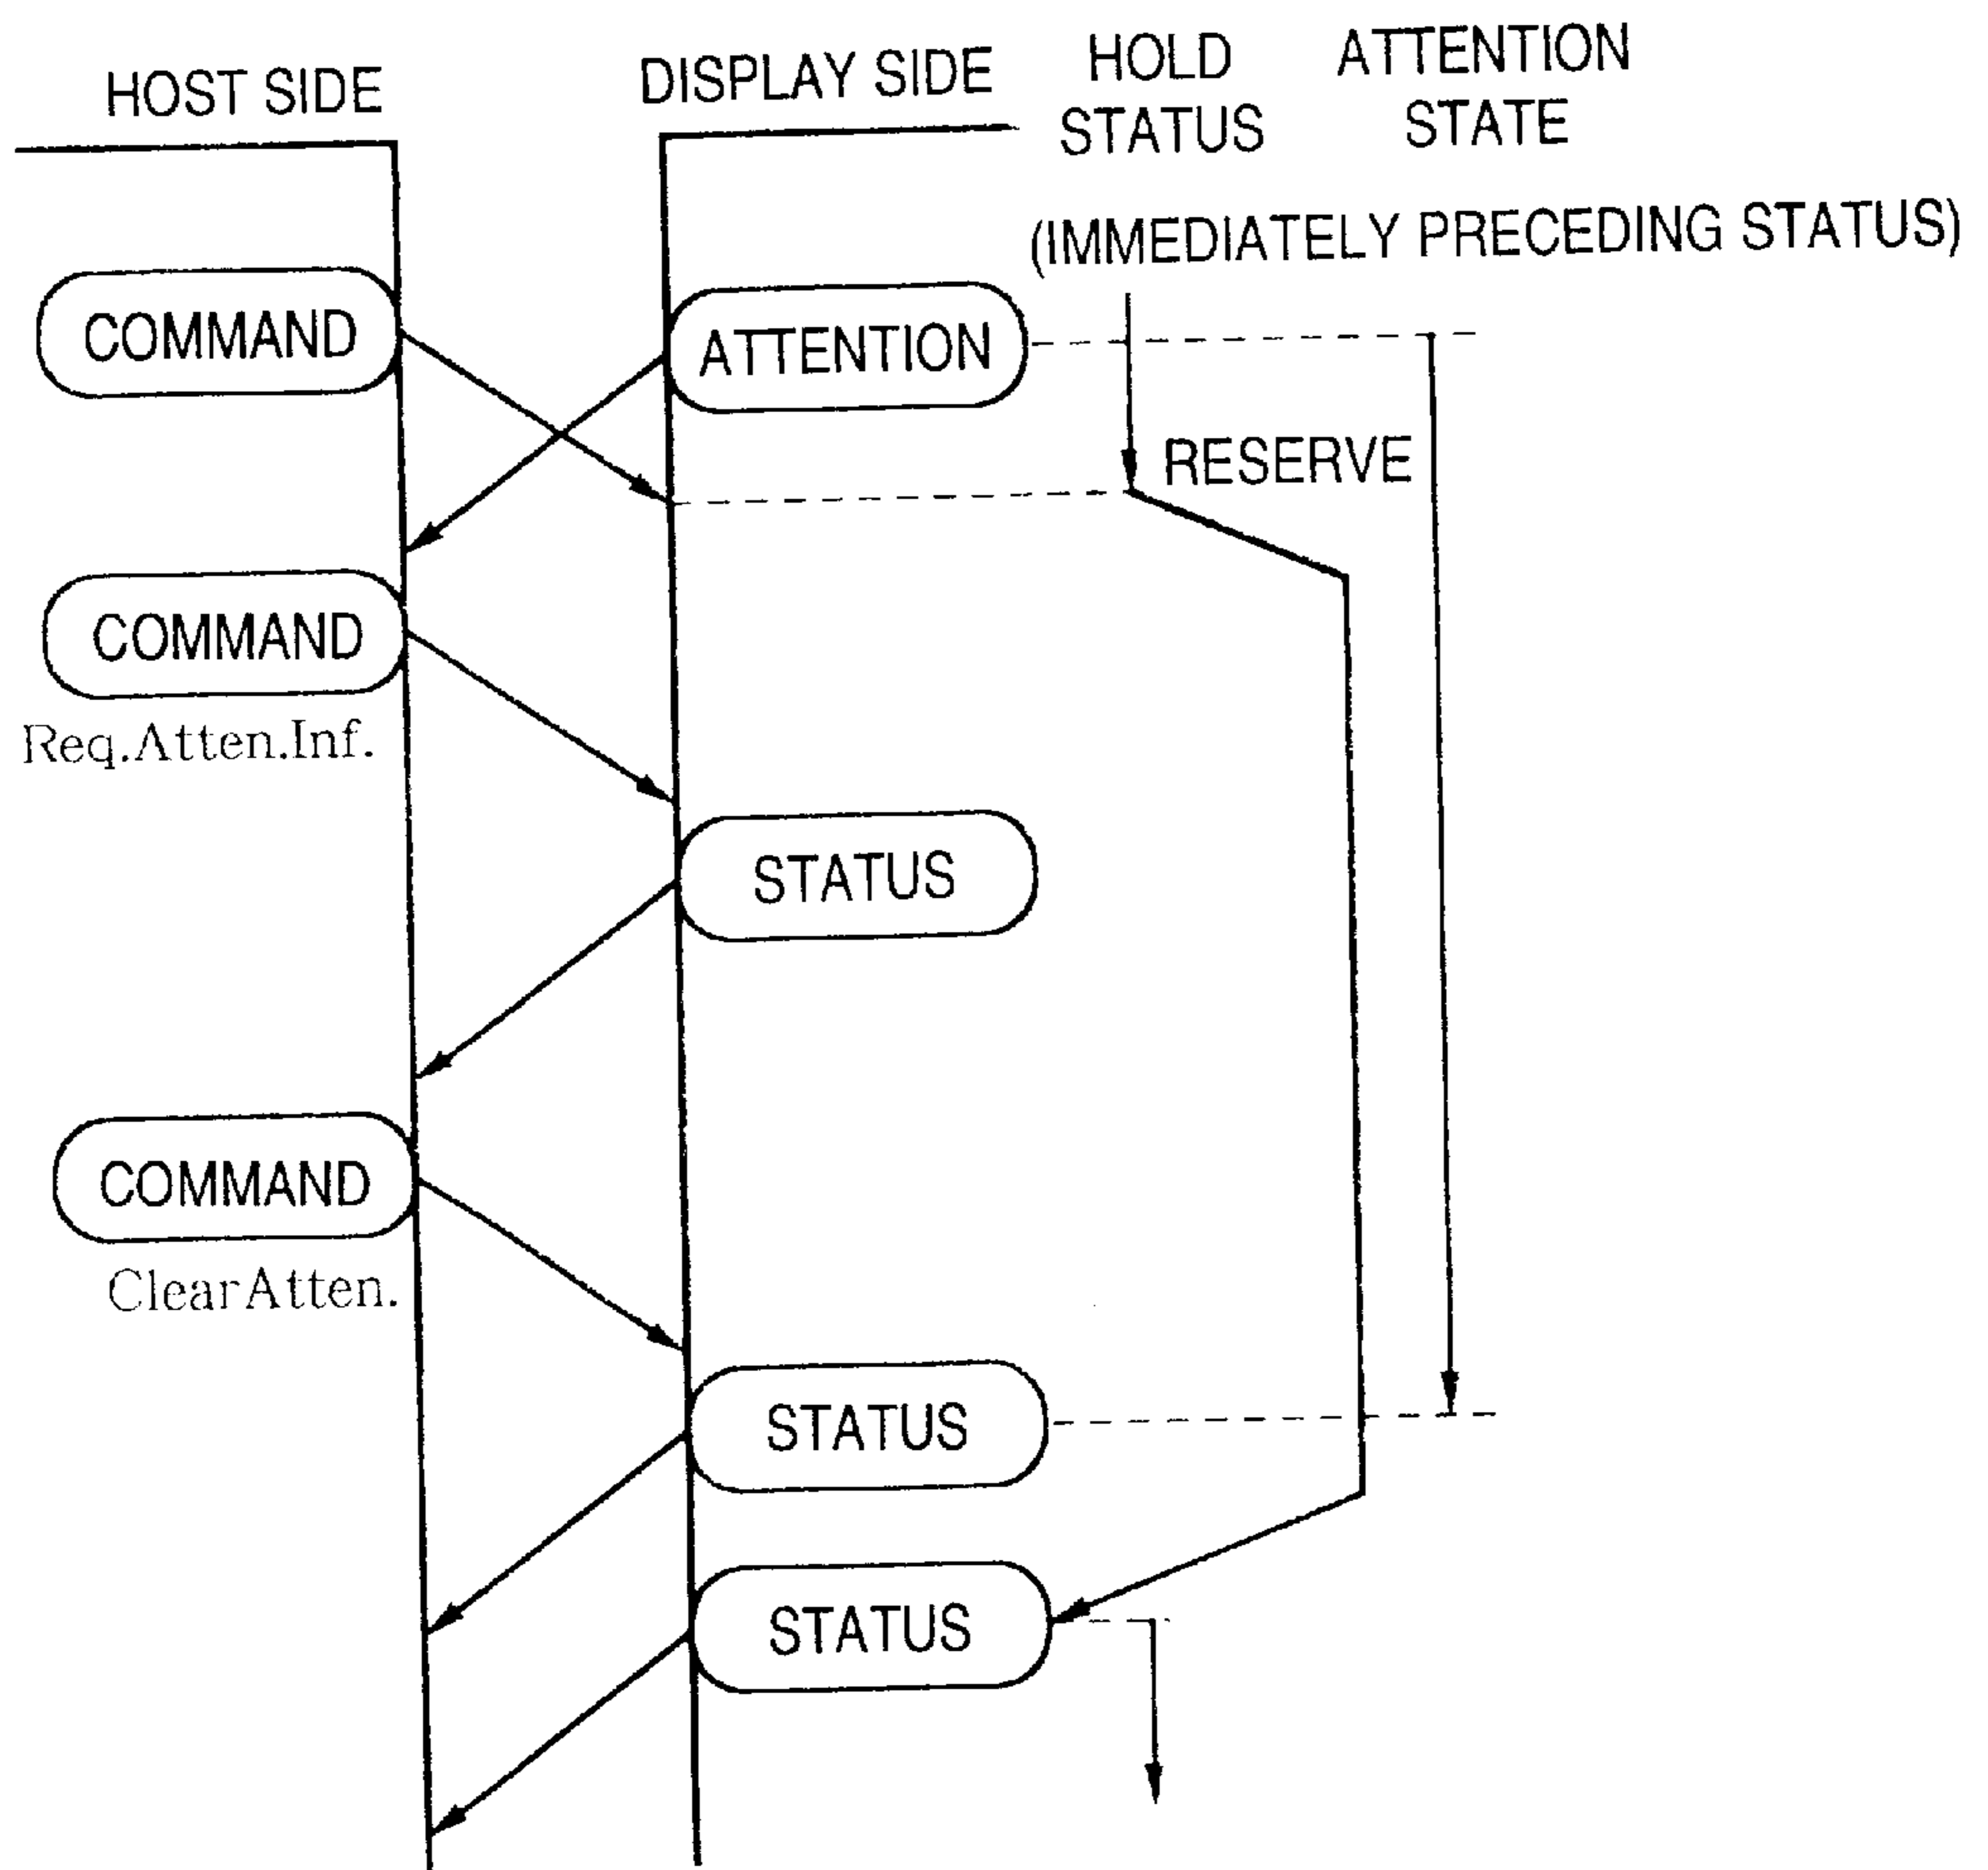 HOST SIDE
DISPLAY SIDE
HOLD
STATUS
ATTENTION
STATE
(IMMEDIATELY PRECEDING STATUS)
COMMAND
ATTENTION
RESERVE
COMMAND
Req.Atten.Inf.
STATUS
COMMAND
ClearAtten.
STATUS
STATUS